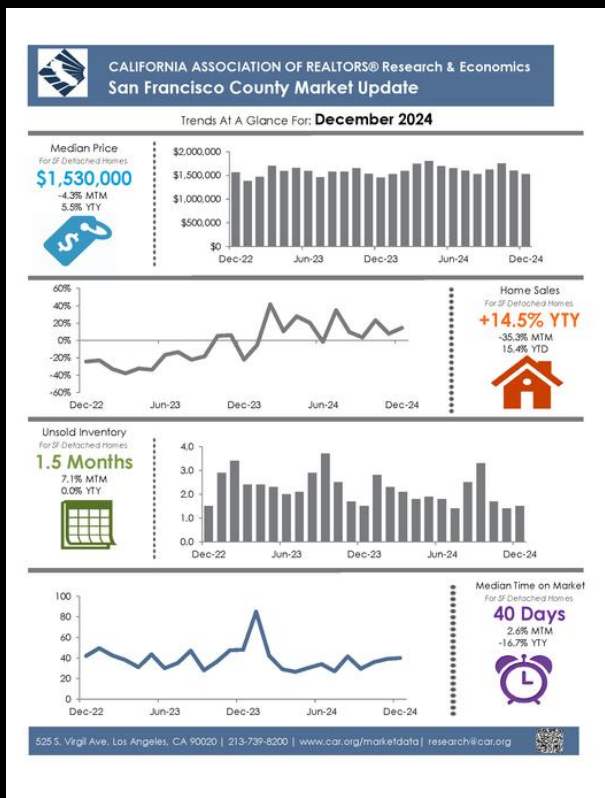 CALIFORNIA ASSOCIATION OF REALTORS® Research & Economics
San Francisco County Market Update
Trends At A Glance For: December 2024
Median Price
For SF Detached Homes
$1,530,000
-4.3% MTM
5.5% YTY
$
$2,000,000
$1,500,000
$1,000,000
$500,000
$0
Dec-22 Jun-23 Dec-23 Jun-24 Dec-24
60%
40%
20%
0%
-20%
-40%
-60%
Dec-22 Jun-23 Dec-23 Jun-24 Dec-24
Home Sales
For SF Detached Homes
+14.5% YTY
-35.3% MTM
15.4% YTD
Unsold Inventory
For SF Detached Homes
1.5 Months
7.1% MTM
0.0% YTY
4.0
3.0
2.0
1.0
0.0
Dec-22 Jun-23 Dec-23 Jun-24 Dec-24
100
80
60
40
20
0
Dec-22 Jun-23 Dec-23 Jun-24 Dec-24
Median Time on Market
For SF Detached Homes
40 Days
2.6% MTM
-16.7% YTY
525 S. Virgil Ave. Los Angeles, CA 90020 | 213-739-8200 | www.car.org/marketdata| research@car.org